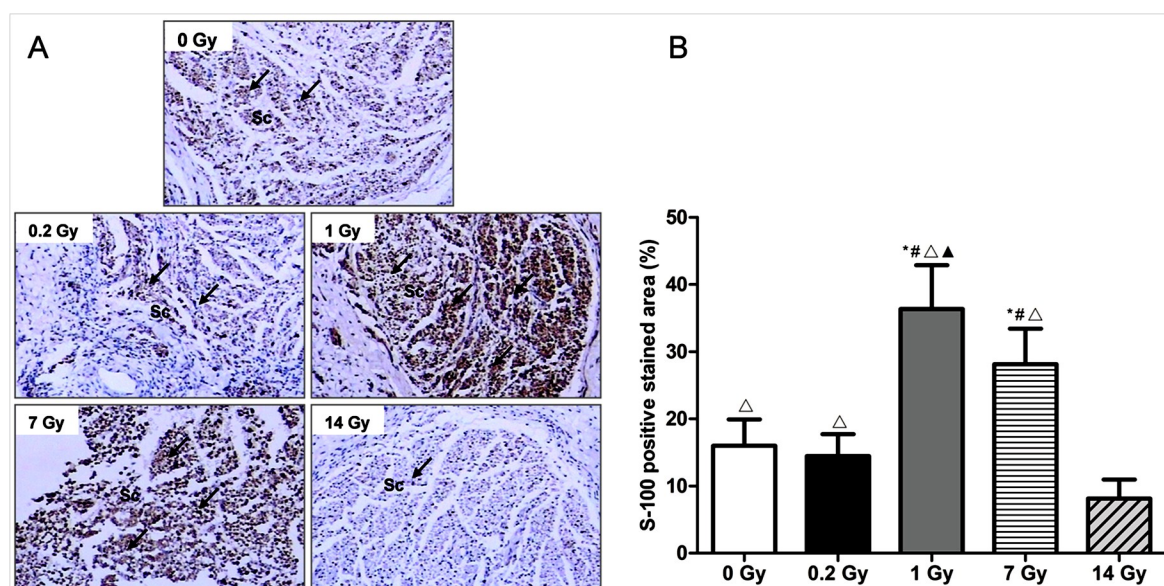 A
0 Gy
Sc
0.2 Gy
Sc
1 Gy
Sc
7 Gy
Sc
14 Gy
Sc
B
S-100 positive stained area (%)
50
40
30
20
10
0
△
△
*#△▲
*#△
0 Gy
0.2 Gy
1 Gy
7 Gy
14 Gy